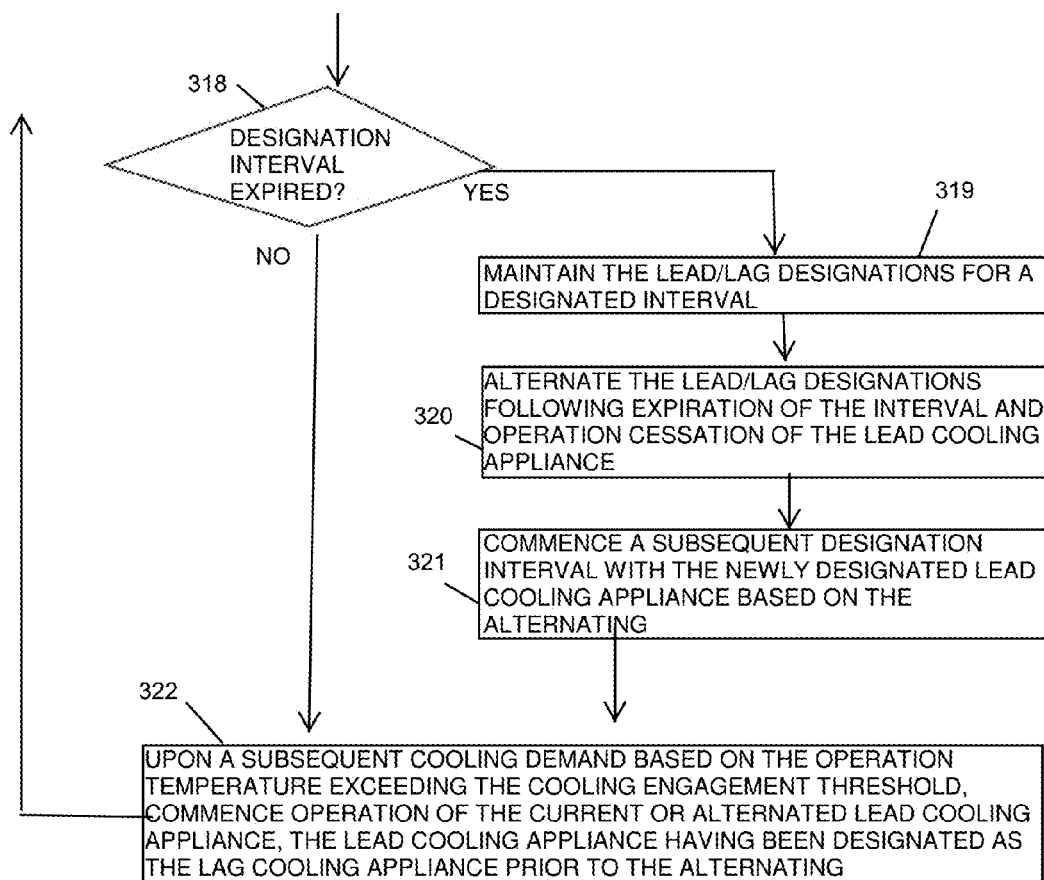 318
DESIGNATION
INTERVAL
EXPIRED?
YES
NO
319
MAINTAIN THE LEAD/LAG DESIGNATIONS FOR A
DESIGNATED INTERVAL
320
ALTERNATE THE LEAD/LAG DESIGNATIONS
FOLLOWING EXPIRATION OF THE INTERVAL AND
OPERATION CESSATION OF THE LEAD COOLING
APPLIANCE
321
COMMENCE A SUBSEQUENT DESIGNATION
INTERVAL WITH THE NEWLY DESIGNATED LEAD
COOLING APPLIANCE BASED ON THE
ALTERNATING
322
UPON A SUBSEQUENT COOLING DEMAND BASED ON THE OPERATION
TEMPERATURE EXCEEDING THE COOLING ENGAGEMENT THRESHOLD,
COMMENCE OPERATION OF THE CURRENT OR ALTERNATED LEAD COOLING
APPLIANCE, THE LEAD COOLING APPLIANCE HAVING BEEN DESIGNATED AS
THE LAG COOLING APPLIANCE PRIOR TO THE ALTERNATING